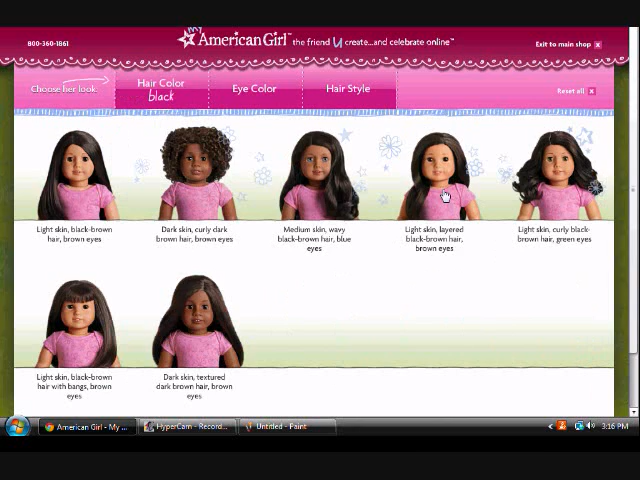 800-360-1861
my American Girl™ the friend U create...and celebrate online™
Exit to main shop x
Choose her look:
Hair Color
black
Eye Color
Hair Style
Reset all x
Light skin, black-brown
hair, brown eyes
Dark skin, curly dark
brown hair, brown eyes
Medium skin, wavy
black-brown hair, blue
eyes
Light skin, layered
black-brown hair,
brown eyes
Light skin, curly black-
brown hair, green eyes
Light skin, black-brown
hair with bangs, brown
eyes
Dark skin, textured
dark brown hair, brown
eyes
American Girl - My ...
HyperCam - Record...
Untitled - Paint
3:16 PM